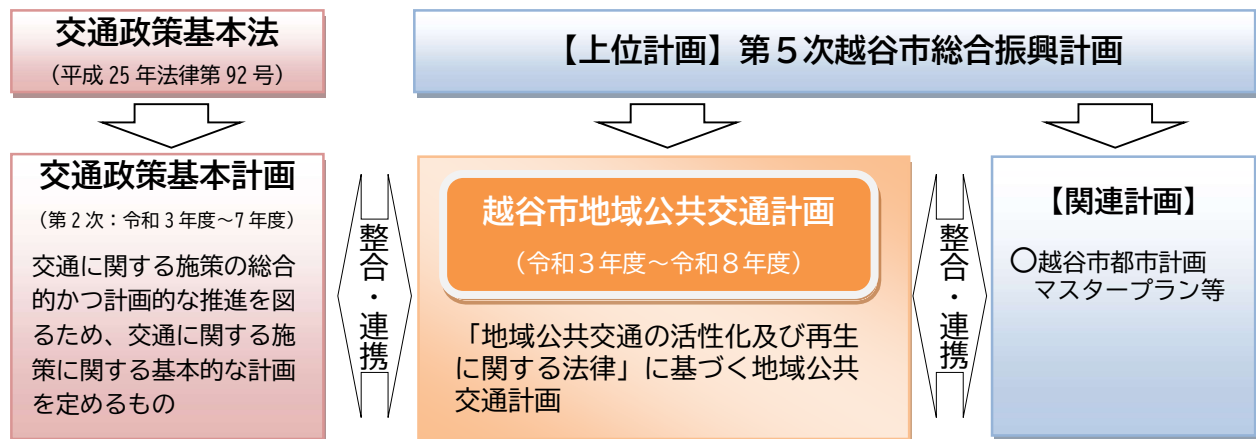 交通政策基本法
（平成25年法律第92号）
【上位計画】第５次越谷市総合振興計画
交通政策基本計画
（第2次：令和3年度～7年度）
交通に関する施策の総合
的かつ計画的な推進を図
るため、交通に関する施
策に関する基本的な計画
を定めるもの
整合・連携
越谷市地域公共交通計画
（令和３年度～令和８年度）
「地域公共交通の活性化及び再生
に関する法律」に基づく地域公共
交通計画
整合・連携
【関連計画】
〇越谷市都市計画
マスタープラン等